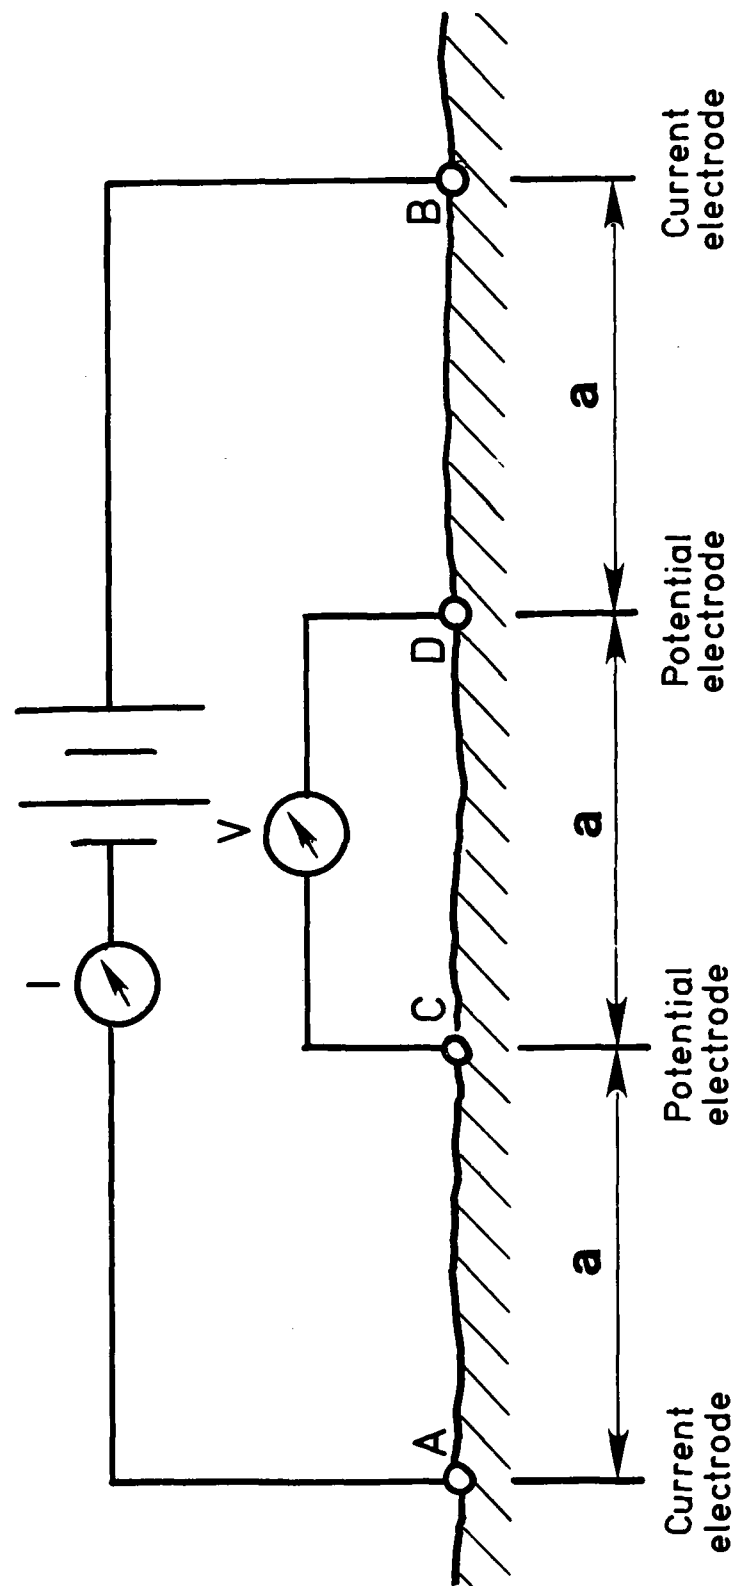 I
V
A
C
D
B
a
a
a
Current
electrode
Potential
electrode
Potential
electrode
Current
electrode